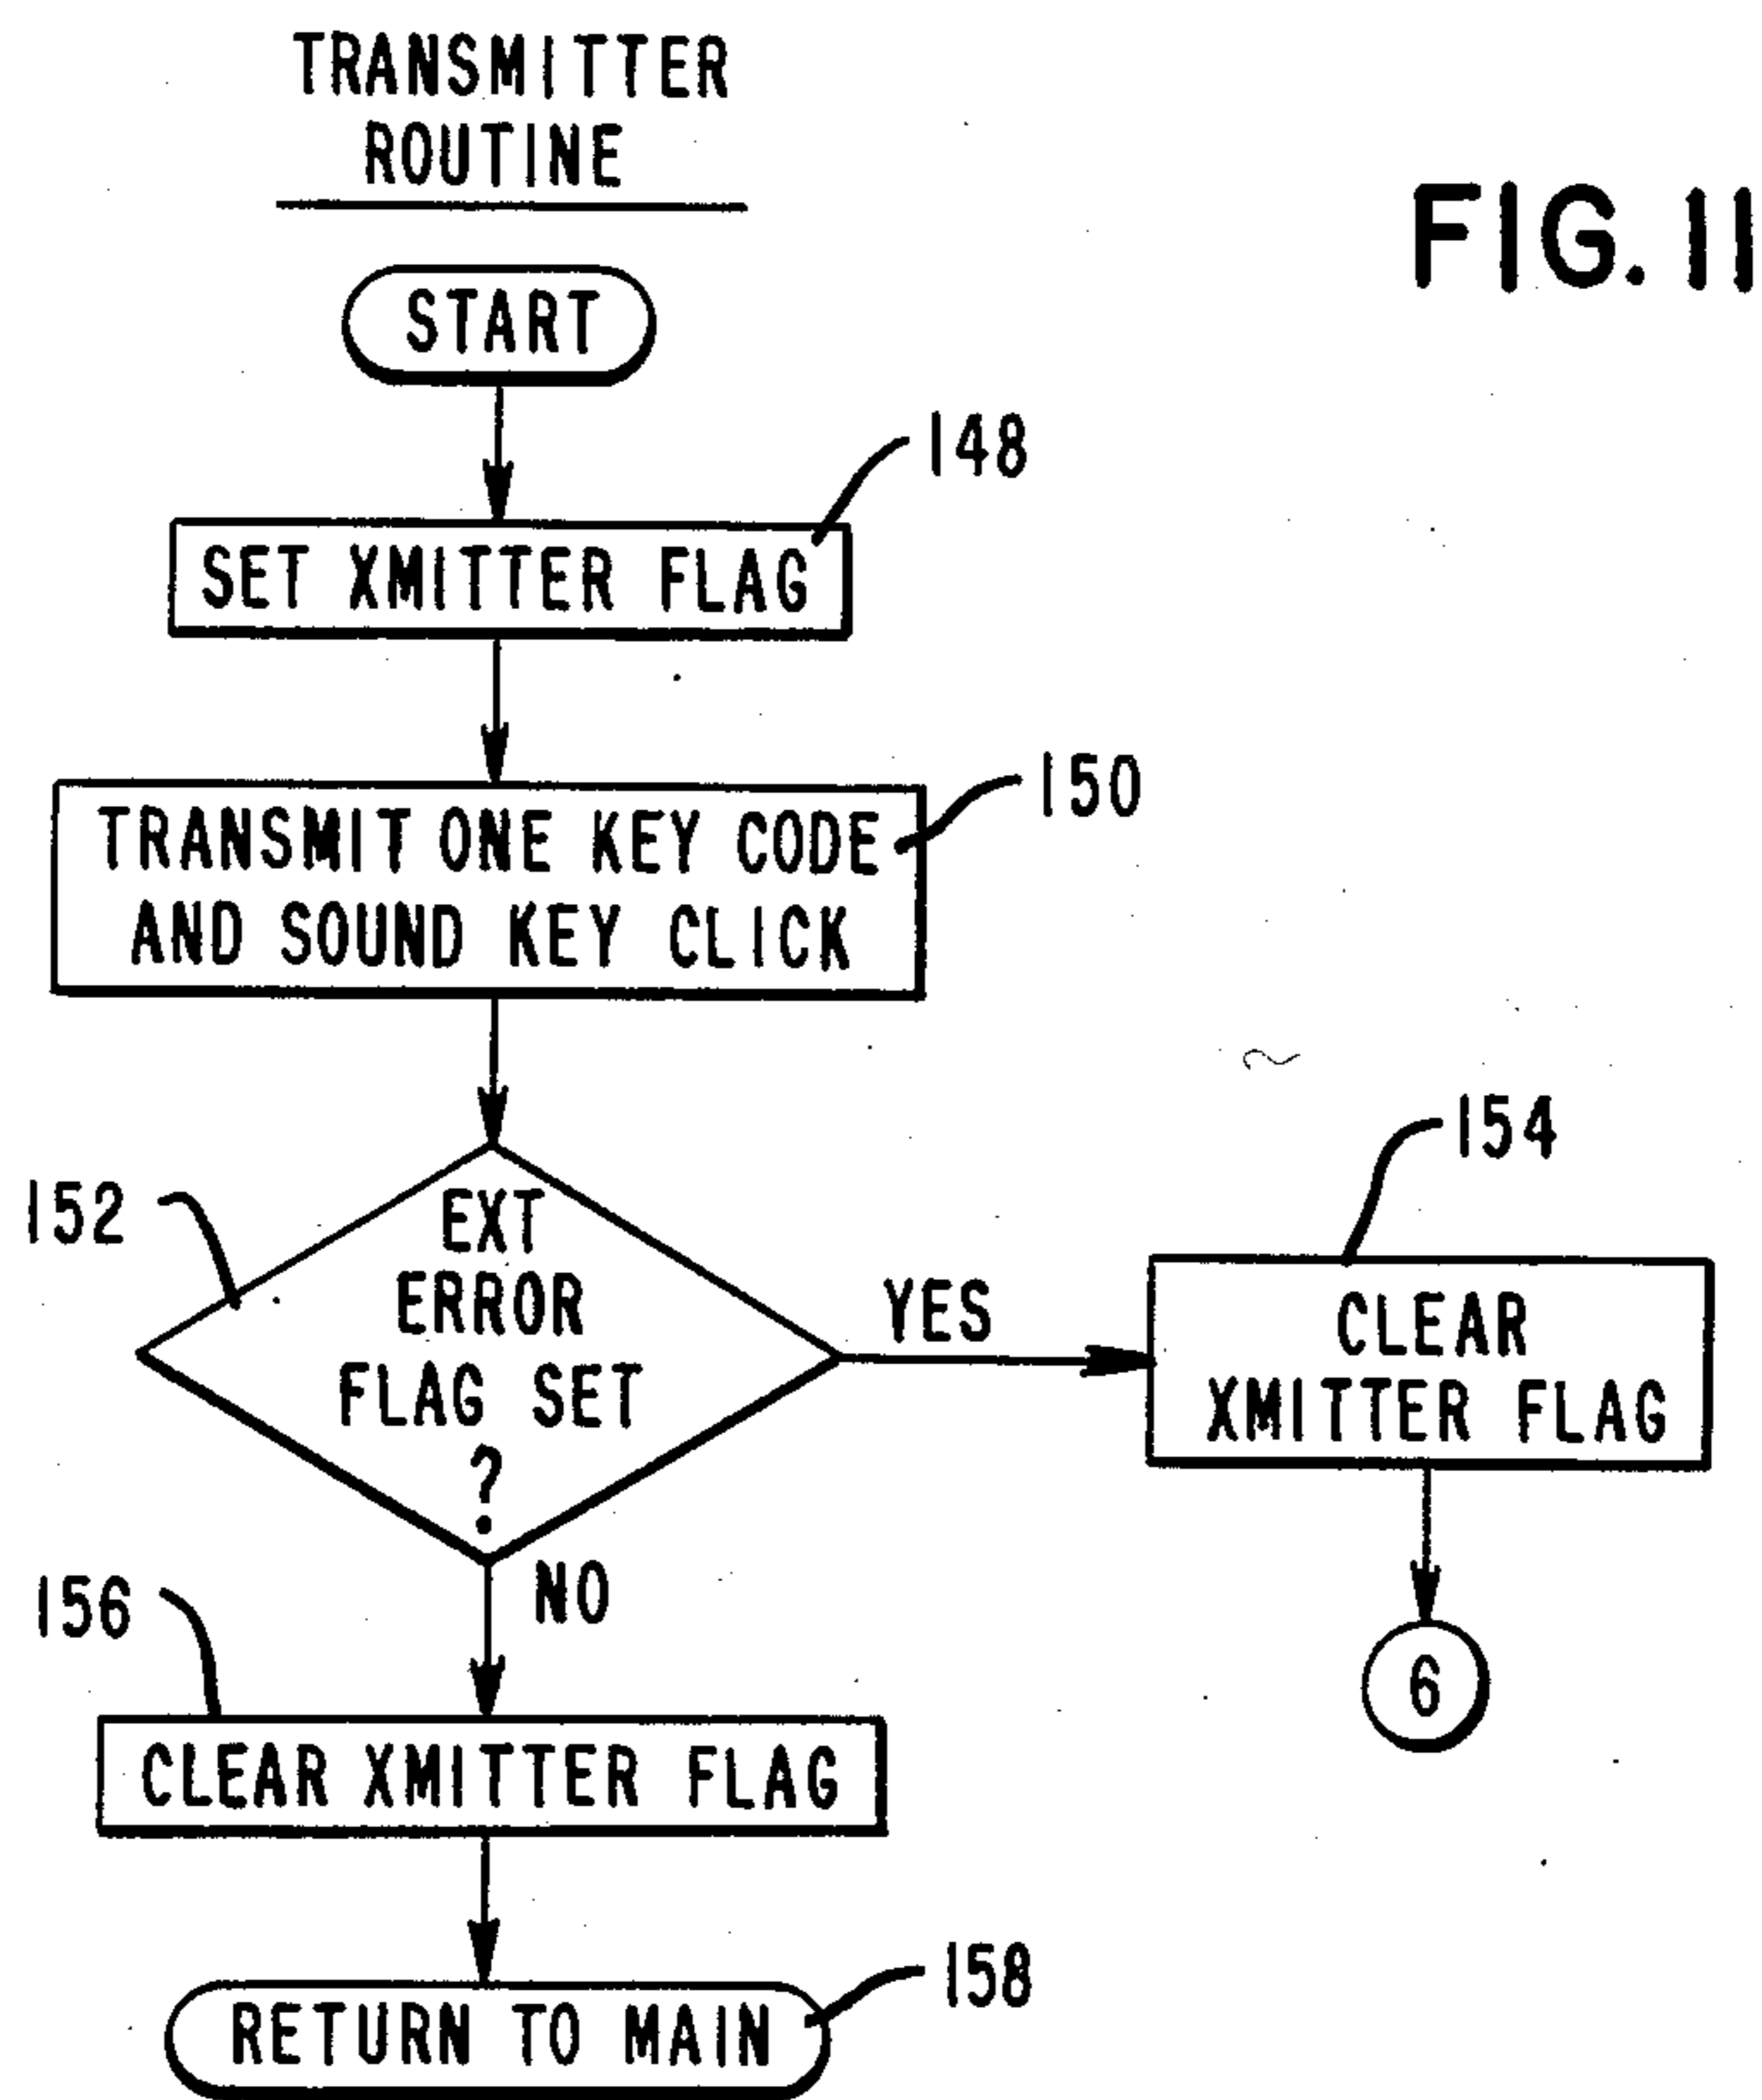 TRANSMITTER
ROUTINE
FIG. 11
START
148
SET XMITTER FLAG
150
TRANSMIT ONE KEY CODE
AND SOUND KEY CLICK
152
EXT
ERROR
FLAG SET
?
YES
154
CLEAR
XMITTER FLAG
6
NO
156
CLEAR XMITTER FLAG
158
RETURN TO MAIN